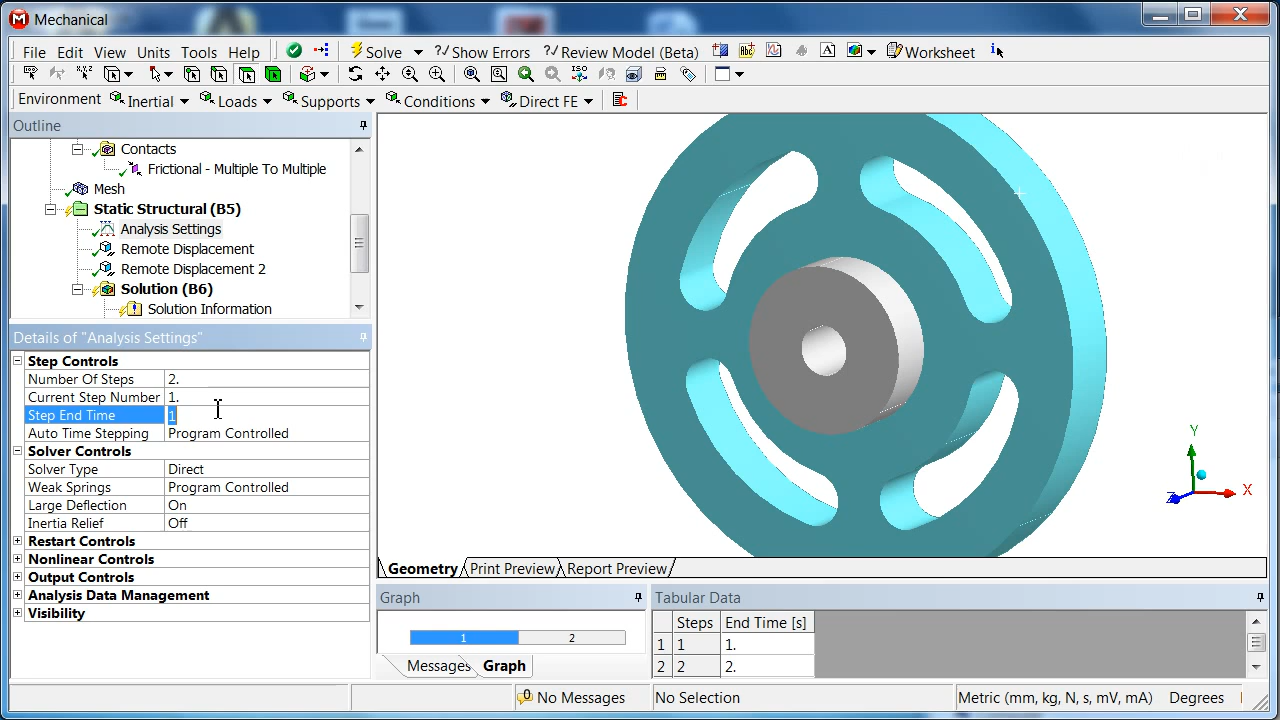 Mechanical
File Edit View Units Tools Help Solve Show Errors Review Model (Beta) A Worksheet
ISO
Environment Inertial Loads Supports Conditions Direct FE
Outline
Contacts
Frictional - Multiple To Multiple
Mesh
Static Structural (B5)
Analysis Settings
Remote Displacement
Remote Displacement 2
Solution (B6)
Solution Information
Details of "Analysis Settings"
Step Controls
Number Of Steps 2.
Current Step Number 1.
Step End Time 1
Auto Time Stepping Program Controlled
Solver Controls
Solver Type Direct
Weak Springs Program Controlled
Large Deflection On
Inertia Relief Off
Restart Controls
Nonlinear Controls
Output Controls
Analysis Data Management
Visibility
Y
X
Z
Geometry Print Preview Report Preview
Graph
1 2
Messages Graph
Tabular Data
Steps End Time [s]
1 1 1.
2 2 2.
0 No Messages No Selection Metric (mm, kg, N, s, mV, mA) Degrees